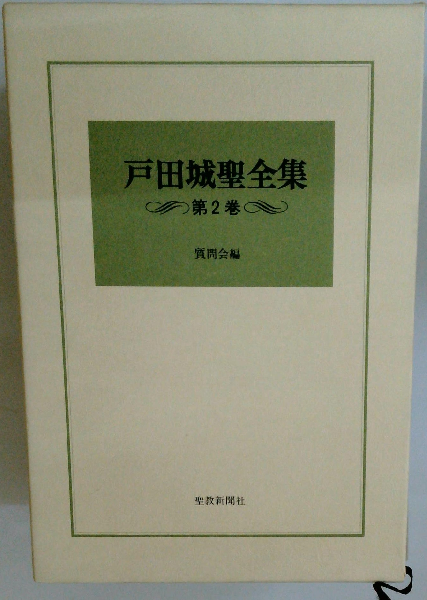 戸田城聖全集
第2巻
質問会編
聖教新聞社